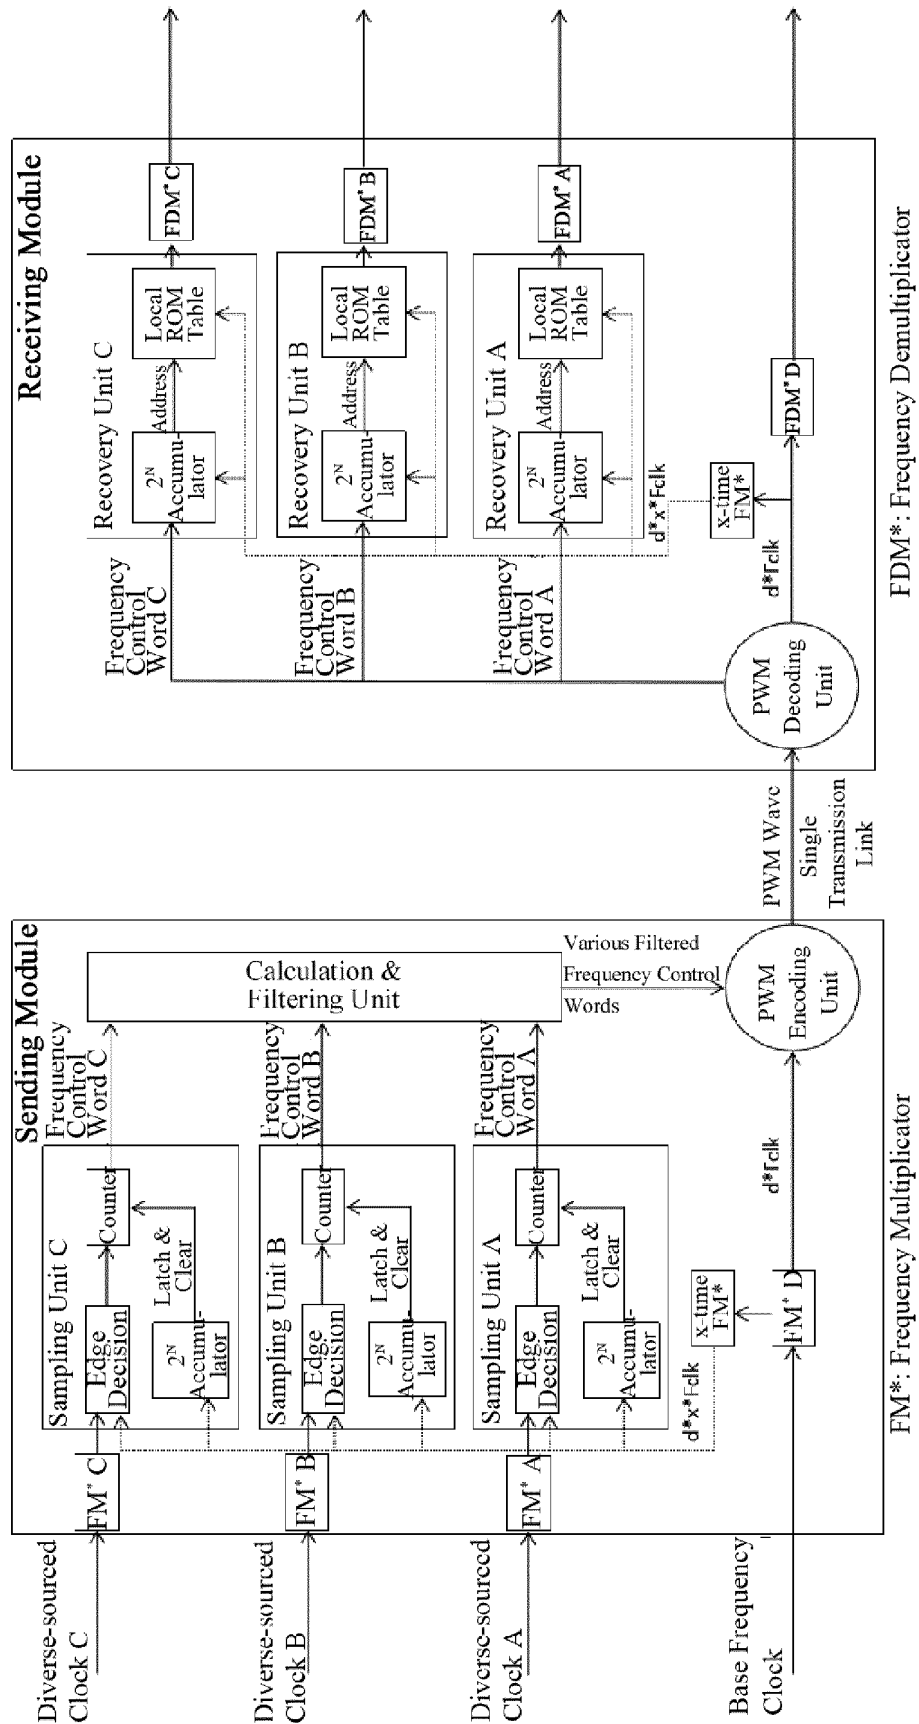 Sending Module
Diverse-sourced
Clock C
FM* C
Sampling Unit C
Edge
Decision
Counter
2N
Accumu-
lator
Latch &
Clear
Frequency
Control
Word C
Diverse-sourced
Clock B
FM* B
Sampling Unit B
Edge
Decision
Counter
2N
Accumu-
lator
Latch &
Clear
Frequency
Control
Word B
Diverse-sourced
Clock A
FM* A
Sampling Unit A
Edge
Decision
Counter
2N
Accumu-
lator
Latch &
Clear
Frequency
Control
Word A
Calculation &
Filtering Unit
Various Filtered
Frequency Control
Words
d*x*Fclk
x-time
FM*
Base Frequency
Clock
FM* D
d*Fclk
PWM
Encoding
Unit
FM*: Frequency Multiplicator
PWM Wave
Single
Transmission
Link
Receiving Module
PWM
Decoding
Unit
Frequency
Control
Word C
Recovery Unit C
2N
Accumu-
lator
Address
Local
ROM
Table
FDM* C
Frequency
Control
Word B
Recovery Unit B
2N
Accumu-
lator
Address
Local
ROM
Table
FDM* B
Frequency
Control
Word A
Recovery Unit A
2N
Accumu-
lator
Address
Local
ROM
Table
FDM* A
d*x*Fclk
x-time
FM*
d*Fclk
FDM* D
FDM*: Frequency Demultiplicator